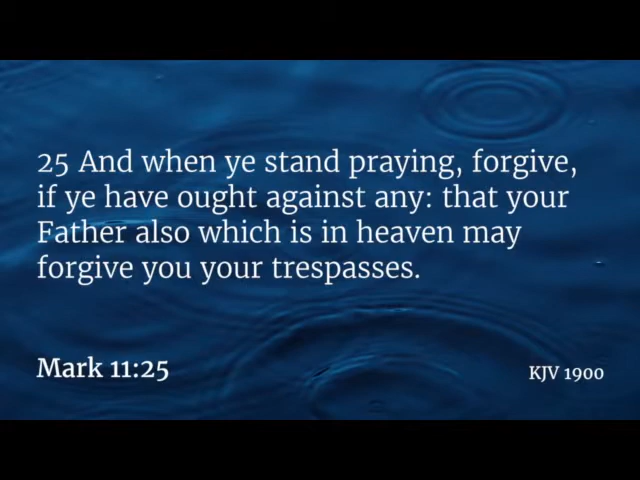 25 And when ye stand praying, forgive,
if ye have ought against any: that your
Father also which is in heaven may
forgive you your trespasses.
Mark 11:25
KJV 1900